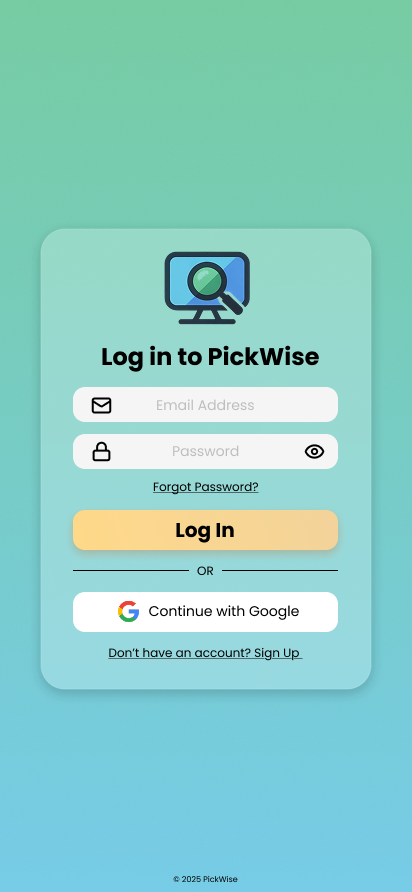 Log in to PickWise
Email Address
Password
Forgot Password?
Log In
OR
Continue with Google
Don’t have an account? Sign Up
© 2025 PickWise